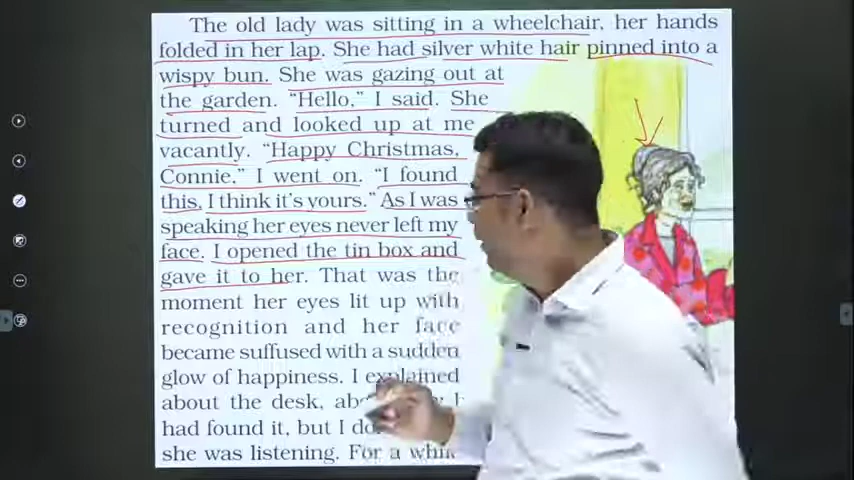 The old lady was sitting in a wheelchair, her hands
folded in her lap. She had silver white hair pinned into a
wispy bun. She was gazing out at
the garden. “Hello,” I said. She
turned and looked up at me
vacantly. “Happy Christmas,
Connie,” I went on. “I found
this, I think it’s yours.” As I was
speaking her eyes never left my
face. I opened the tin box and
gave it to her. That was the
moment her eyes lit up with
recognition and her face
became suffused with a sudden
glow of happiness. I explained
about the desk,
had found it, but I
she was listening. For a